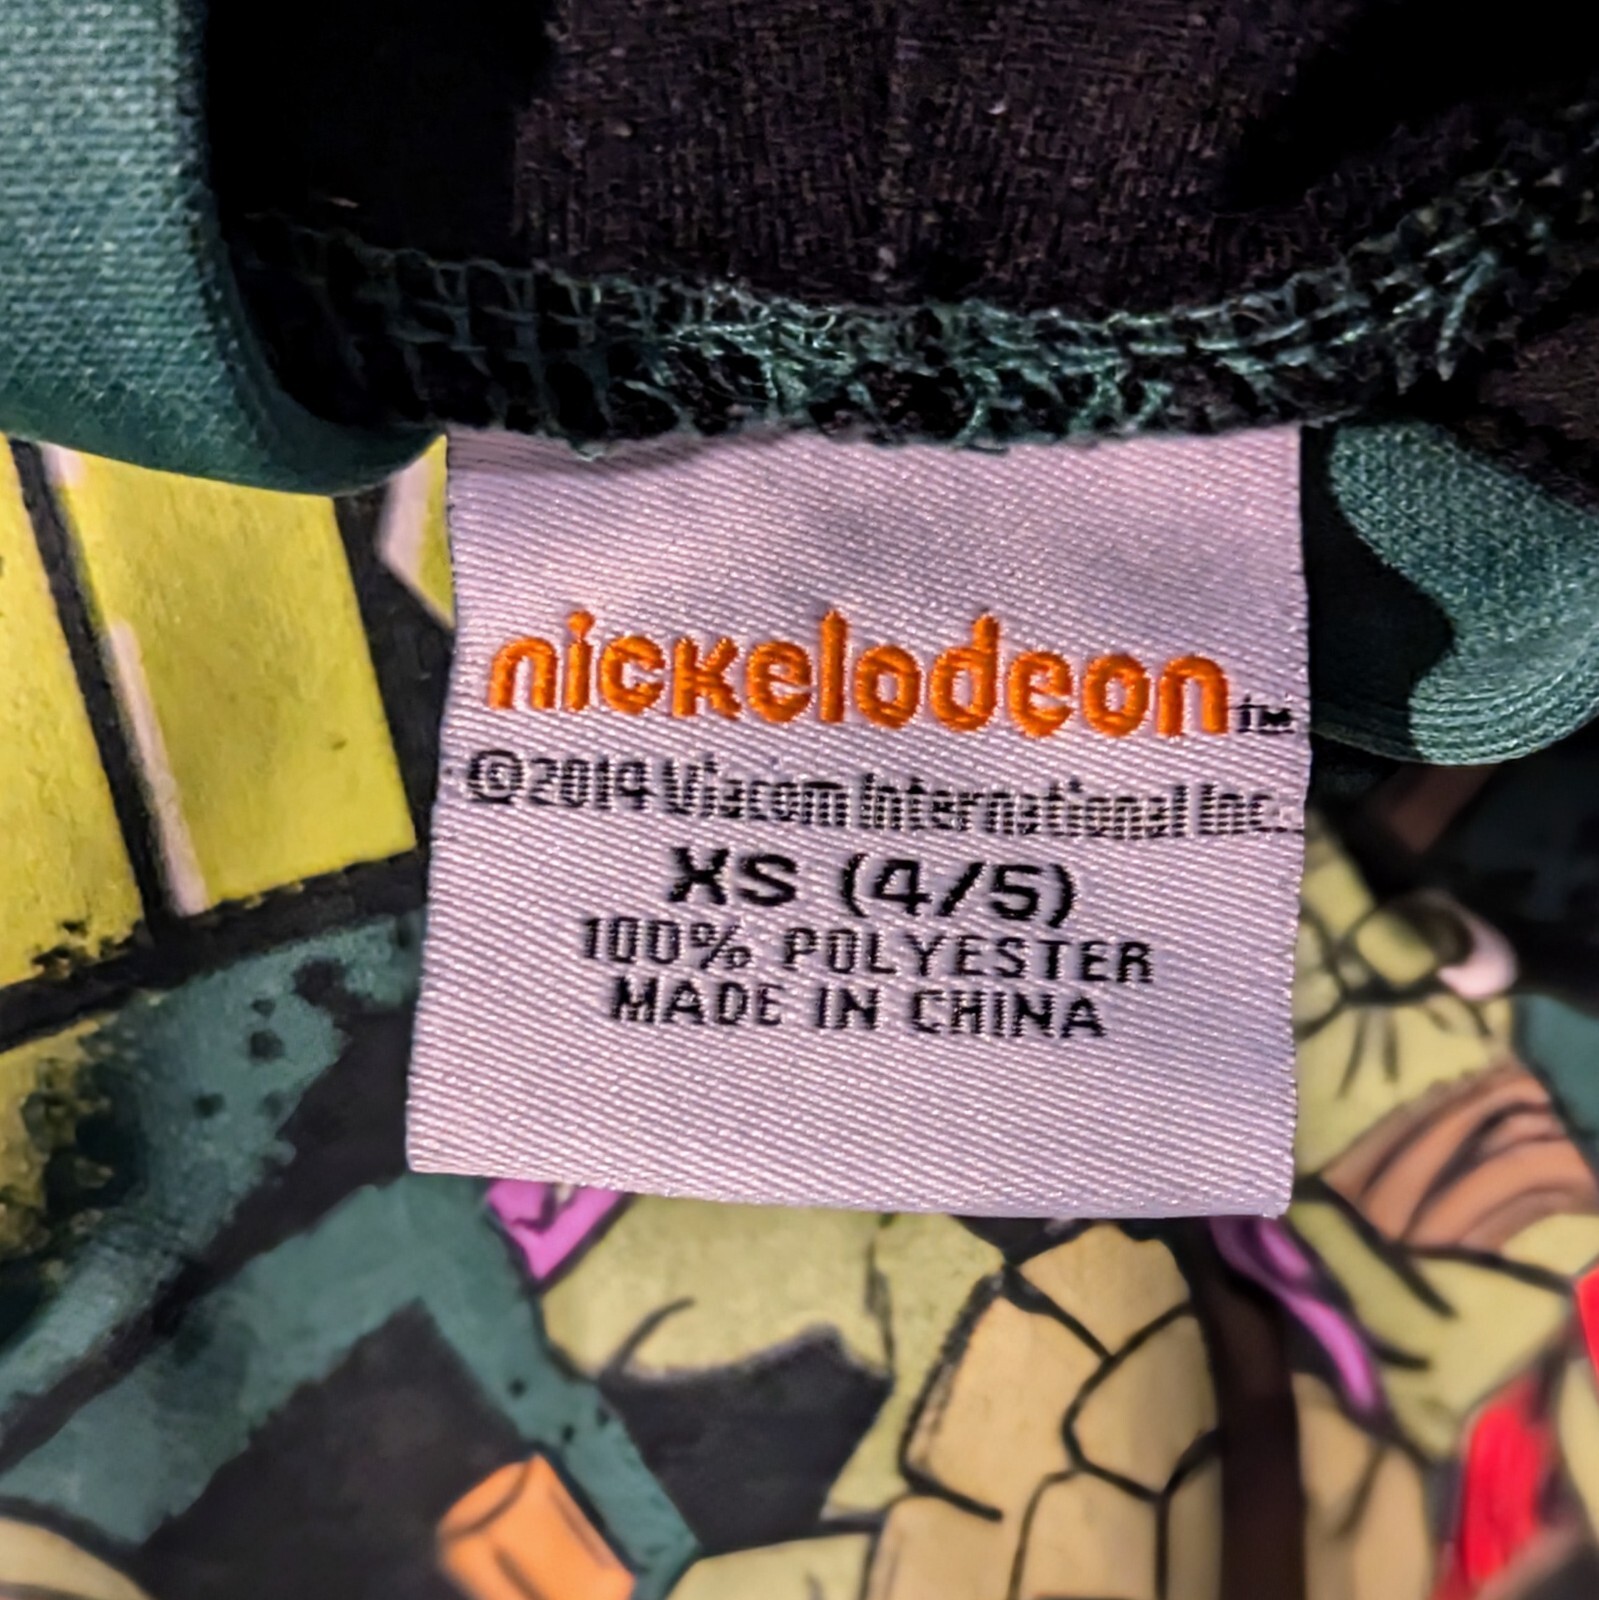 nickelodeon™
©2014 Viacom International Inc.
XS (4/5)
100% POLYESTER
MADE IN CHINA